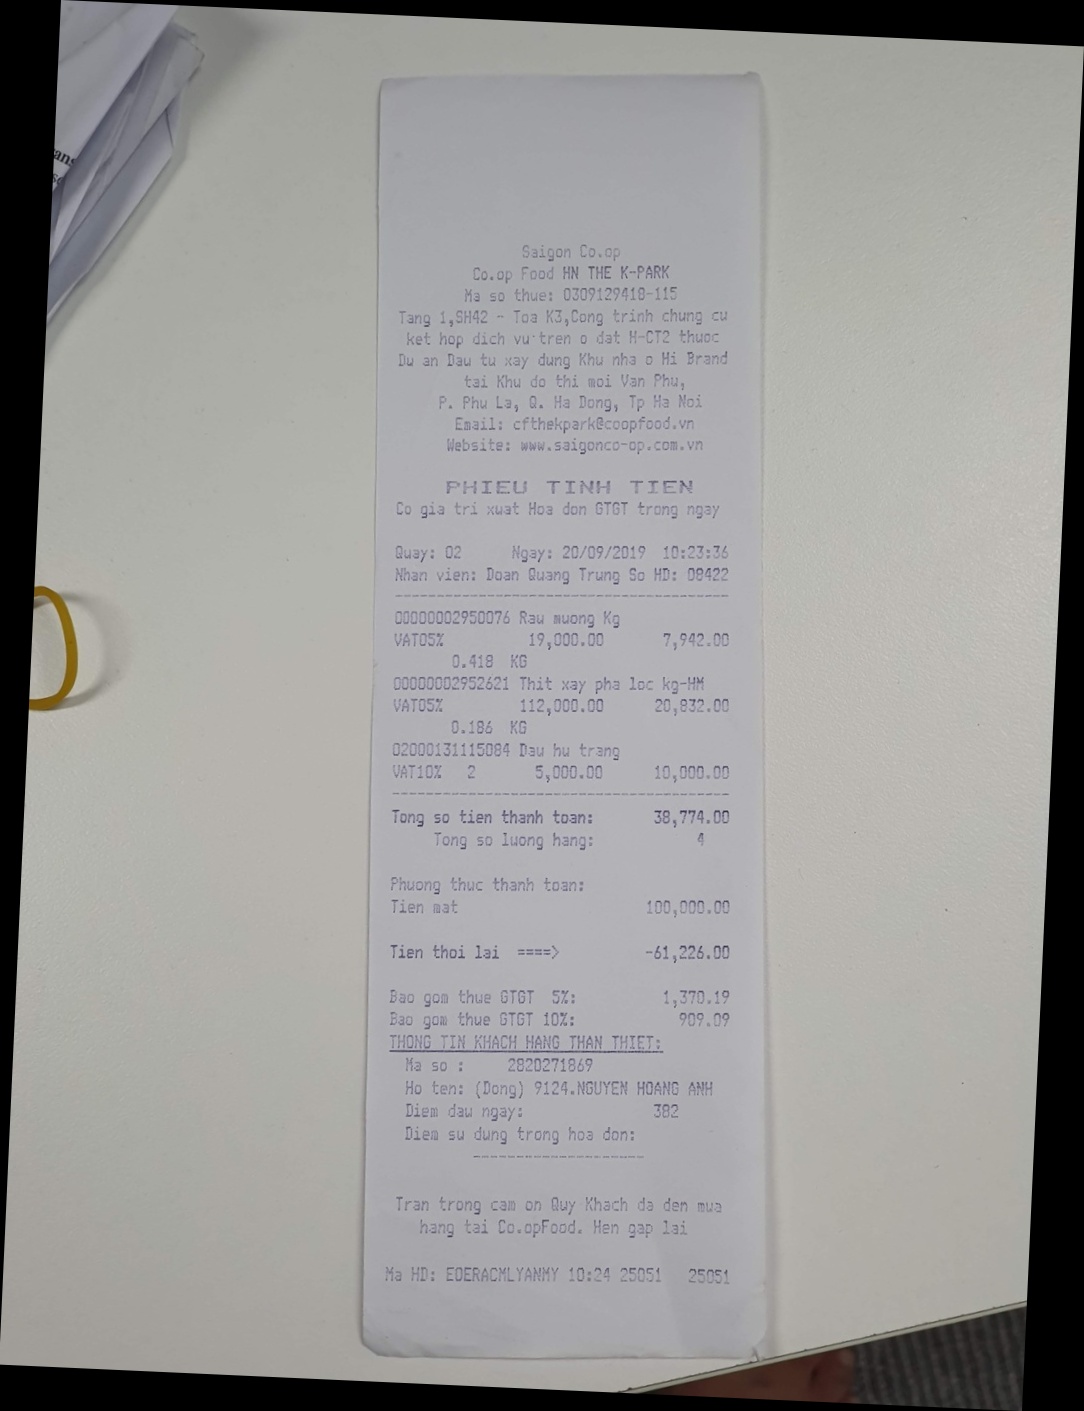 Saigon Co.op
Co.op Food HN THE K-PARK
Ma so thue: 0309129418-115
Tang 1,SH42 - Toa K3,Cong trinh chung cu
ket hop dich vu tren o dat H-CT2 thuoc
Du an Dau tu xay dung Khu nha o Hi Brand
tai Khu do thi moi Van Phu,
P. Phu La, Q. Ha Dong, Tp Ha Noi
Email: cfthekpark@coopfood.vn
Website: www.saigonco-op.com.vn
PHIEU TINH TIEN
Co gia tri xuat Hoa don GTGT trong ngay
Quay: 02 Ngay: 20/09/2019 10:23:36
Nhan vien: Doan Quang Trung So HD: 08422
----------------------------------------
00000002950076 Rau muong Kg
VAT05% 19,000.00 7,942.00
0.418 KG
00000002952621 Thit xay pha loc kg-HM
VAT05% 112,000.00 20,832.00
0.186 KG
02000131115084 Dau hu trang
VAT10% 2 5,000.00 10,000.00
----------------------------------------
Tong so tien thanh toan: 38,774.00
Tong so luong hang: 4
Phuong thuc thanh toan:
Tien mat 100,000.00
Tien thoi lai ====> -61,226.00
Bao gom thue GTGT 5%: 1,370.19
Bao gom thue GTGT 10%: 909.09
THONG TIN KHACH HANG THAN THIET:
Ma so : 2820271869
Ho ten: (Dong) 9124.NGUYEN HOANG ANH
Diem dau ngay: 382
Diem su dung trong hoa don:
--------------------
Tran trong cam on Quy Khach da den mua
hang tai Co.opFood. Hen gap lai
Ma HD: EOERACMLYANMY 10:24 25051 25051